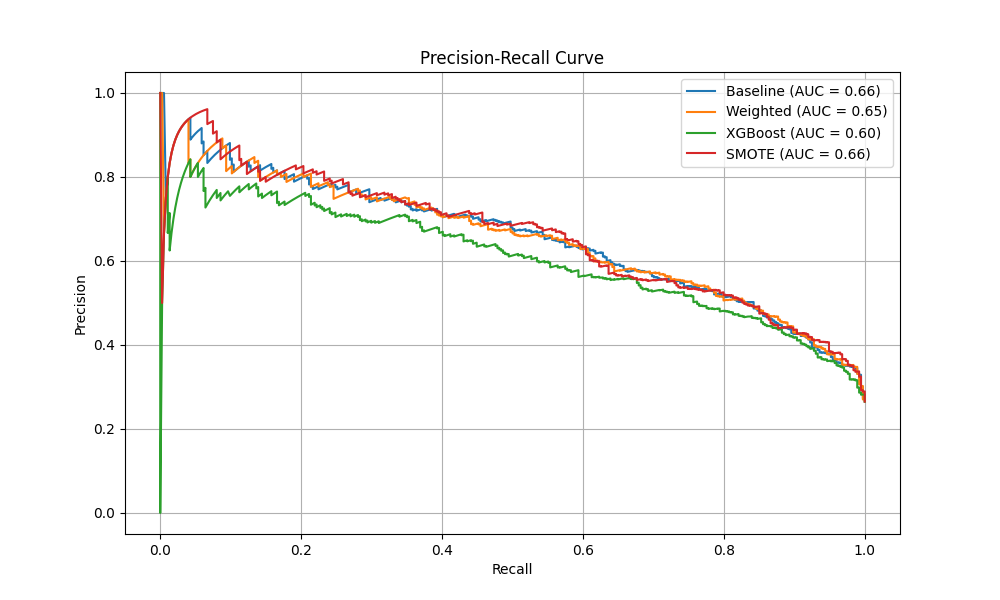 Precision-Recall Curve
Baseline (AUC = 0.66)
Weighted (AUC = 0.65)
XGBoost (AUC = 0.60)
SMOTE (AUC = 0.66)
Precision
1.0
0.8
0.6
0.4
0.2
0.0
0.0 0.2 0.4 0.6 0.8 1.0
Recall